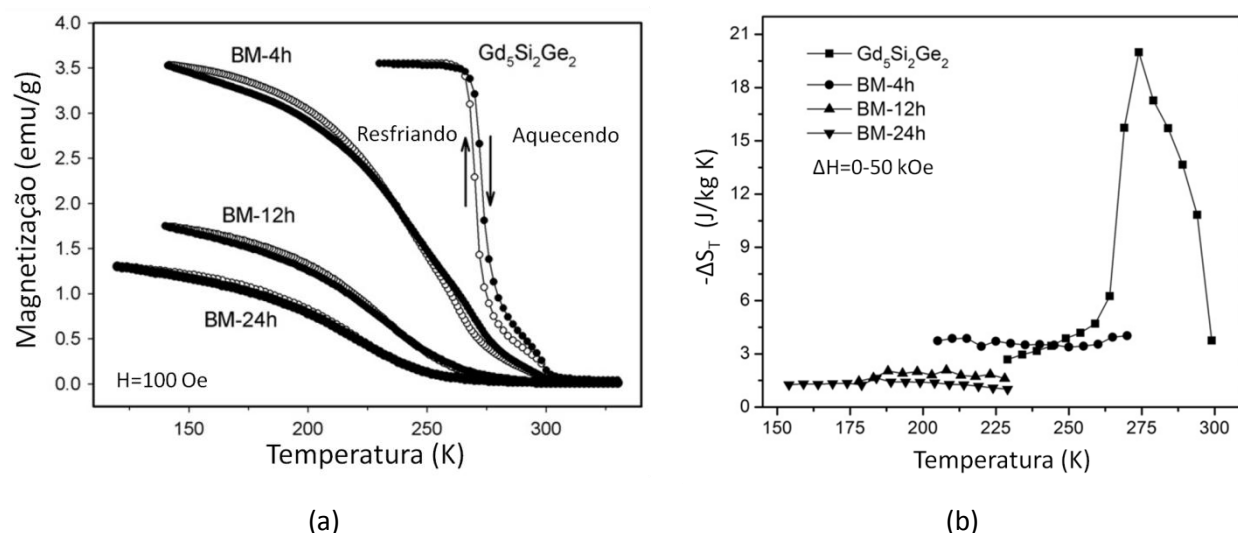 4.0
3.5
3.0
2.5
2.0
1.5
1.0
0.5
0.0
Magnetização (emu/g)
BM-4h
Gd5Si2Ge2
Resfriando
Aquecendo
BM-12h
BM-24h
H=100 Oe
150 200 250 300
Temperatura (K)
(a)
21
18
15
12
9
6
3
0
-ΔS_T (J/kg K)
Gd5Si2Ge2
BM-4h
BM-12h
BM-24h
ΔH=0-50 kOe
150 175 200 225 250 275 300
Temperatura (K)
(b)